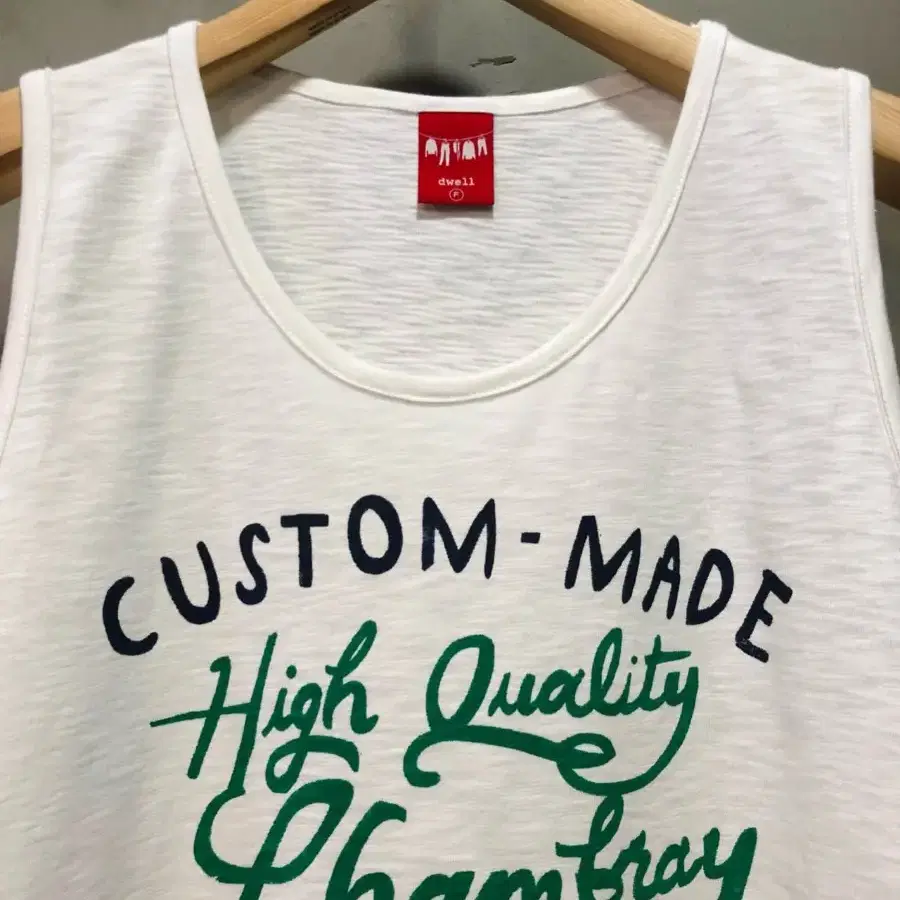 dwell
F
CUSTOM-MADE
High Quality
Chambray